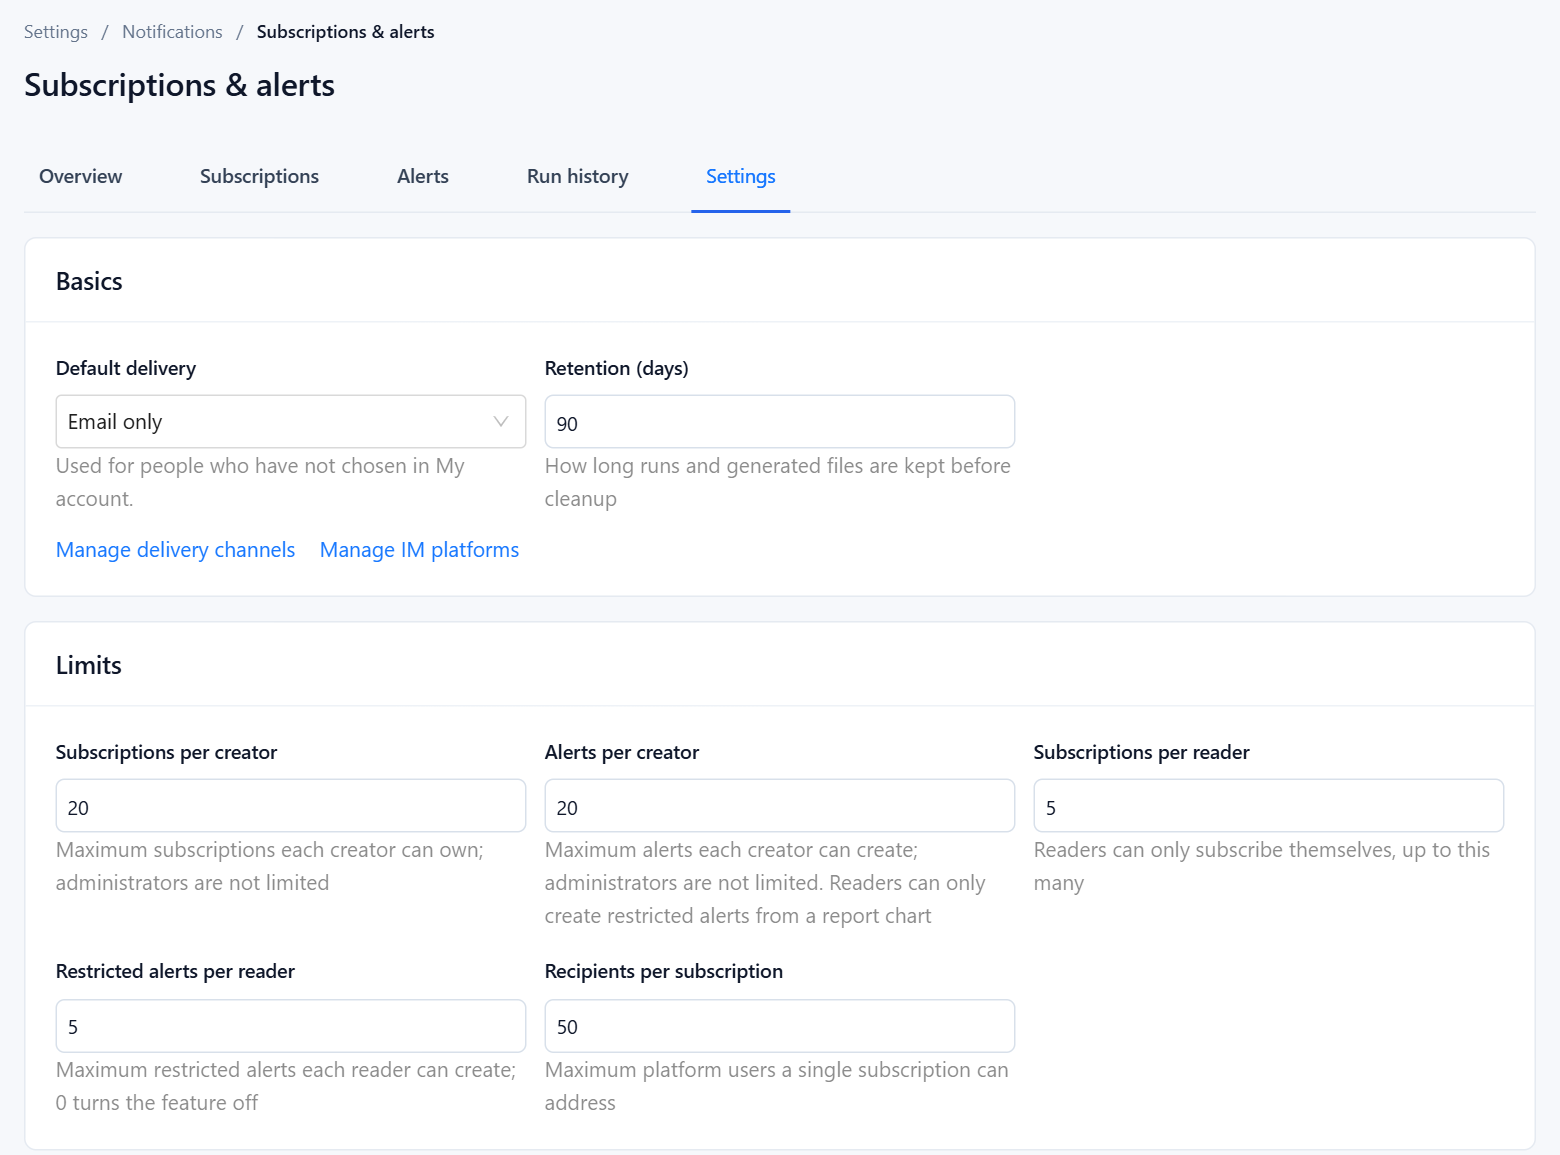 Settings / Notifications / Subscriptions & alerts
Subscriptions & alerts
Overview Subscriptions Alerts Run history Settings
Basics
Default delivery
Email only
Used for people who have not chosen in My
account.
Retention (days)
90
How long runs and generated files are kept before
cleanup
Manage delivery channels Manage IM platforms
Limits
Subscriptions per creator
20
Maximum subscriptions each creator can own;
administrators are not limited
Alerts per creator
20
Maximum alerts each creator can create;
administrators are not limited. Readers can only
create restricted alerts from a report chart
Subscriptions per reader
5
Readers can only subscribe themselves, up to this
many
Restricted alerts per reader
5
Maximum restricted alerts each reader can create;
0 turns the feature off
Recipients per subscription
50
Maximum platform users a single subscription can
address